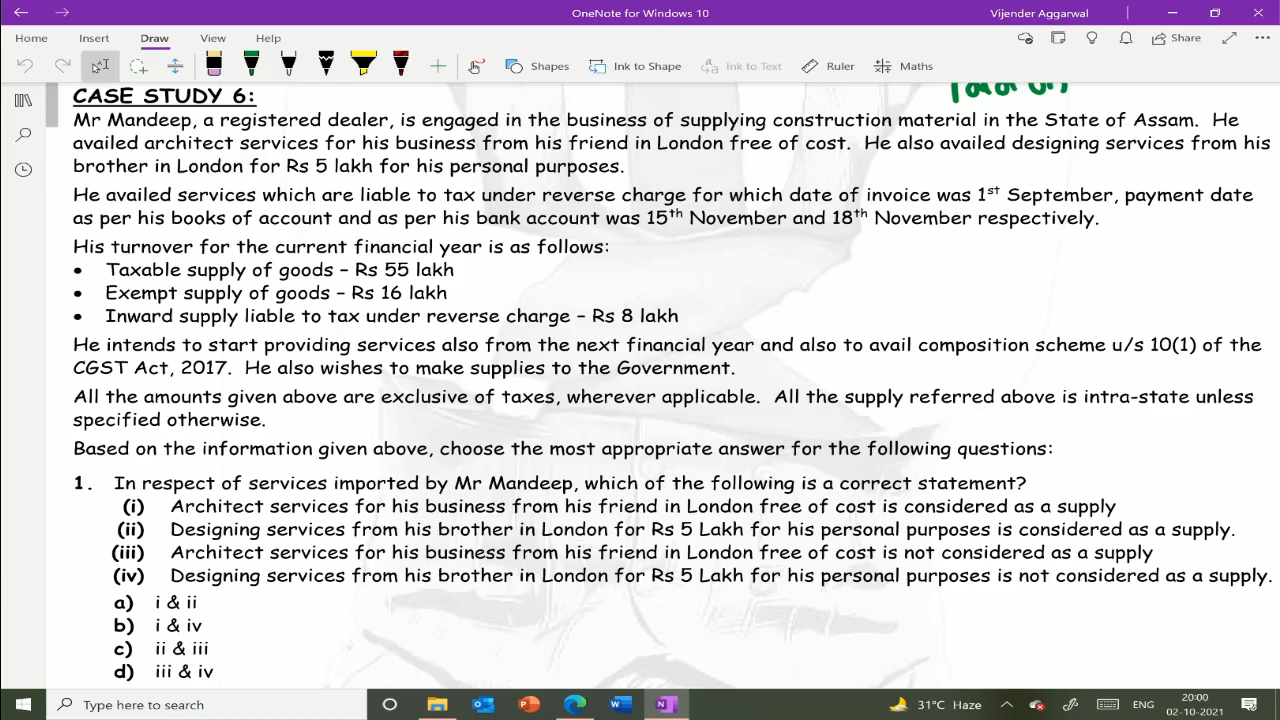 OneNote for Windows 10
Vijender Aggarwal
Home Insert Draw View Help
Share
Shapes Ink to Shape Ink to Text Ruler Maths
CASE STUDY 6:
Mr Mandeep, a registered dealer, is engaged in the business of supplying construction material in the State of Assam. He
availed architect services for his business from his friend in London free of cost. He also availed designing services from his
brother in London for Rs 5 lakh for his personal purposes.
He availed services which are liable to tax under reverse charge for which date of invoice was 1st September, payment date
as per his books of account and as per his bank account was 15th November and 18th November respectively.
His turnover for the current financial year is as follows:
• Taxable supply of goods – Rs 55 lakh
• Exempt supply of goods – Rs 16 lakh
• Inward supply liable to tax under reverse charge – Rs 8 lakh
He intends to start providing services also from the next financial year and also to avail composition scheme u/s 10(1) of the
CGST Act, 2017. He also wishes to make supplies to the Government.
All the amounts given above are exclusive of taxes, wherever applicable. All the supply referred above is intra-state unless
specified otherwise.
Based on the information given above, choose the most appropriate answer for the following questions:
1. In respect of services imported by Mr Mandeep, which of the following is a correct statement?
(i) Architect services for his business from his friend in London free of cost is considered as a supply
(ii) Designing services from his brother in London for Rs 5 Lakh for his personal purposes is considered as a supply.
(iii) Architect services for his business from his friend in London free of cost is not considered as a supply
(iv) Designing services from his brother in London for Rs 5 Lakh for his personal purposes is not considered as a supply.
a) i & ii
b) i & iv
c) ii & iii
d) iii & iv
Type here to search
31°C Haze
ENG
20:00
02-10-2021